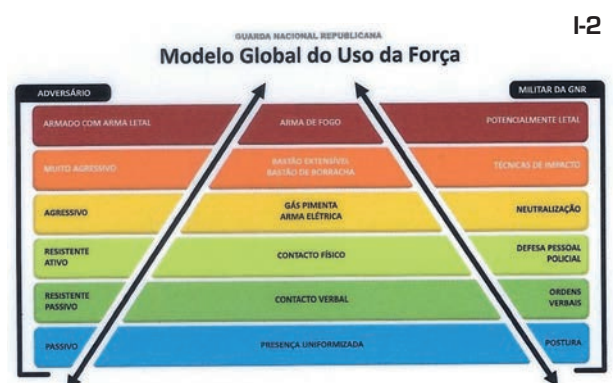 I-2
GUARDA NACIONAL REPUBLICANA
Modelo Global do Uso da Força
ADVERSÁRIO
MILITAR DA GNR
ARMADO COM ARMA LETAL
ARMA DE FOGO
POTENCIALMENTE LETAL
MUITO AGRESSIVO
BASTÃO EXTENSÍVEL
BASTÃO DE BORRACHA
TÉCNICAS DE IMPACTO
AGRESSIVO
GÁS PIMENTA
ARMA ELÉTRICA
NEUTRALIZAÇÃO
RESISTENTE
ATIVO
CONTACTO FÍSICO
DEFESA PESSOAL
POLICIAL
RESISTENTE
PASSIVO
CONTACTO VERBAL
ORDENS
VERBAIS
PASSIVO
PRESENÇA UNIFORMIZADA
POSTURA